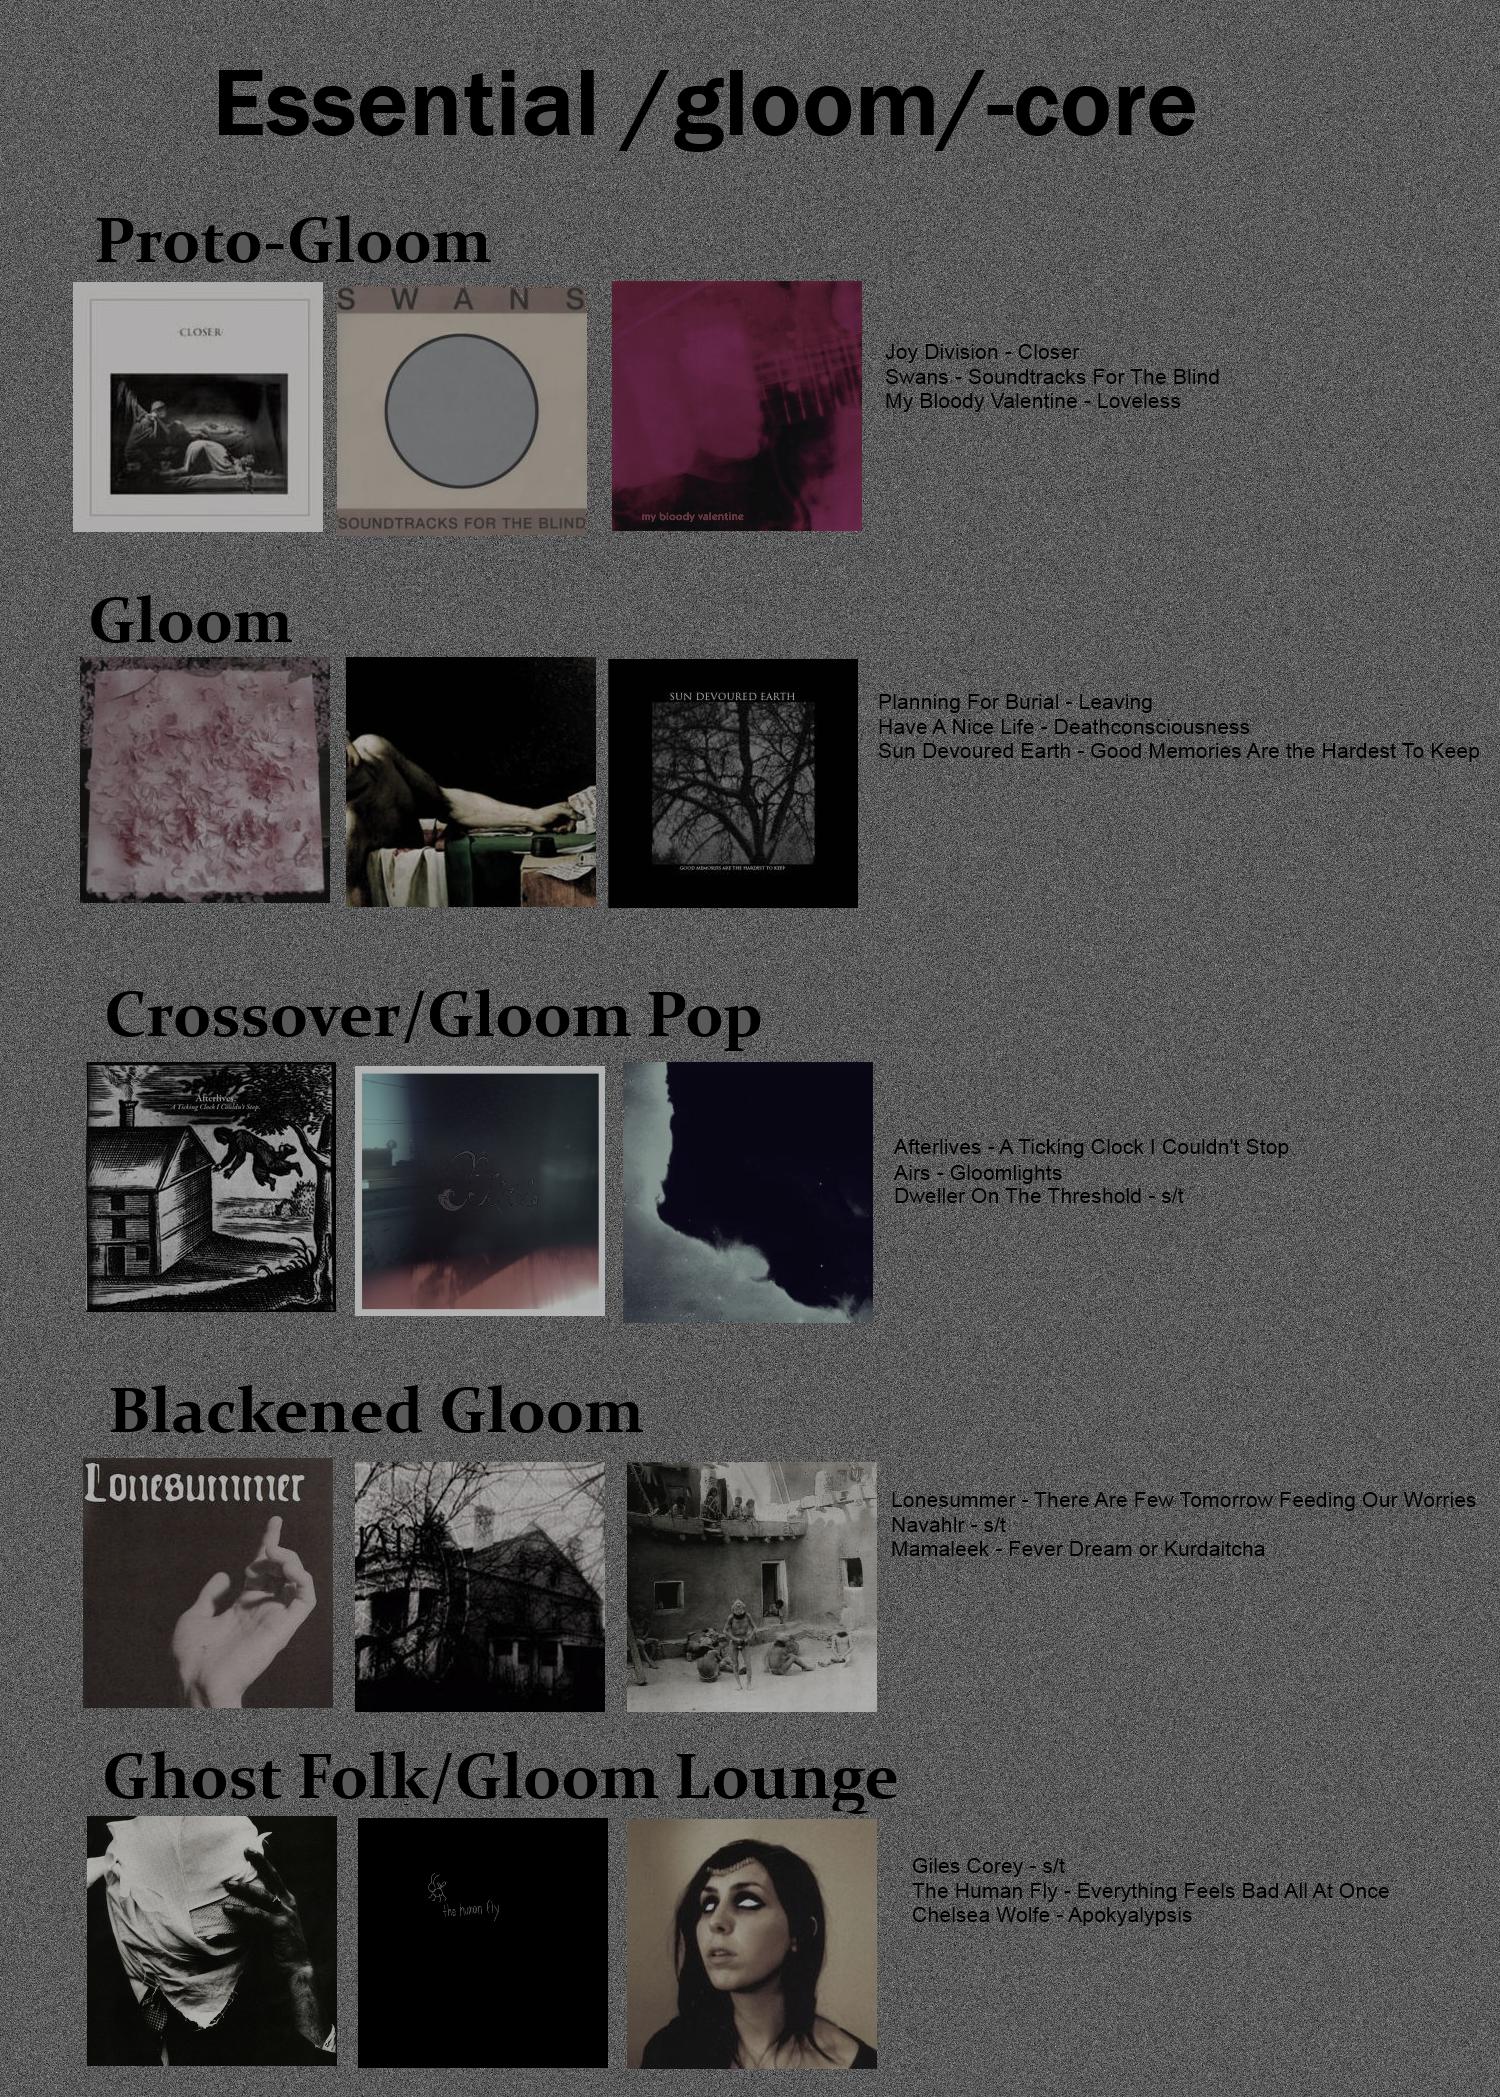 Essential /gloom/-core
Proto-Gloom
CLOSER
SWANS
SOUNDTRACKS FOR THE BLIND
my bloody valentine
Joy Division - Closer
Swans - Soundtracks For The Blind
My Bloody Valentine - Loveless
Gloom
SUN DEVOURED EARTH
GOOD MEMORIES ARE THE HARDEST TO KEEP
Planning For Burial - Leaving
Have A Nice Life - Deathconsciousness
Sun Devoured Earth - Good Memories Are the Hardest To Keep
Crossover/Gloom Pop
Afterlives.
A Ticking Clock I Couldn't Stop.
Afterlives - A Ticking Clock I Couldn't Stop
Airs - Gloomlights
Dweller On The Threshold - s/t
Blackened Gloom
Lonesummer
Lonesummer - There Are Few Tomorrow Feeding Our Worries
Navahlr - s/t
Mamaleek - Fever Dream or Kurdaitcha
Ghost Folk/Gloom Lounge
the human fly
Giles Corey - s/t
The Human Fly - Everything Feels Bad All At Once
Chelsea Wolfe - Apokyalypsis